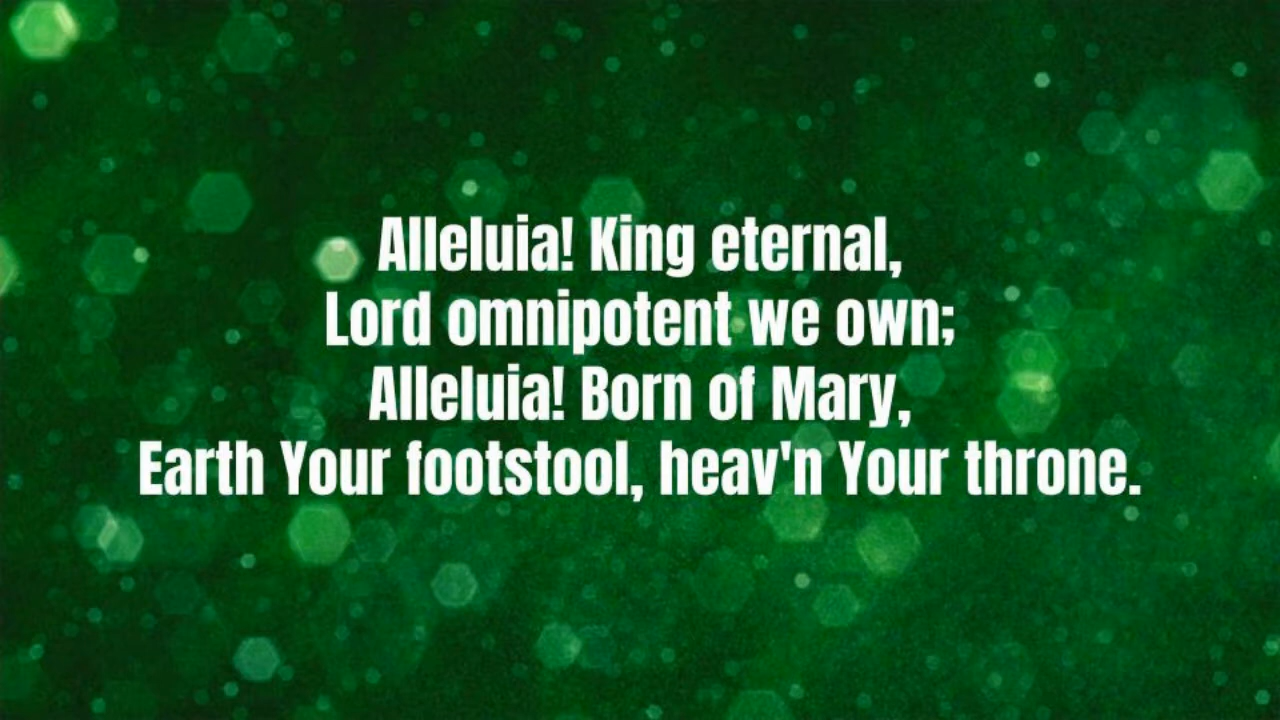 Alleluia! King eternal,
Lord omnipotent we own;
Alleluia! Born of Mary,
Earth Your footstool, heav'n Your throne.